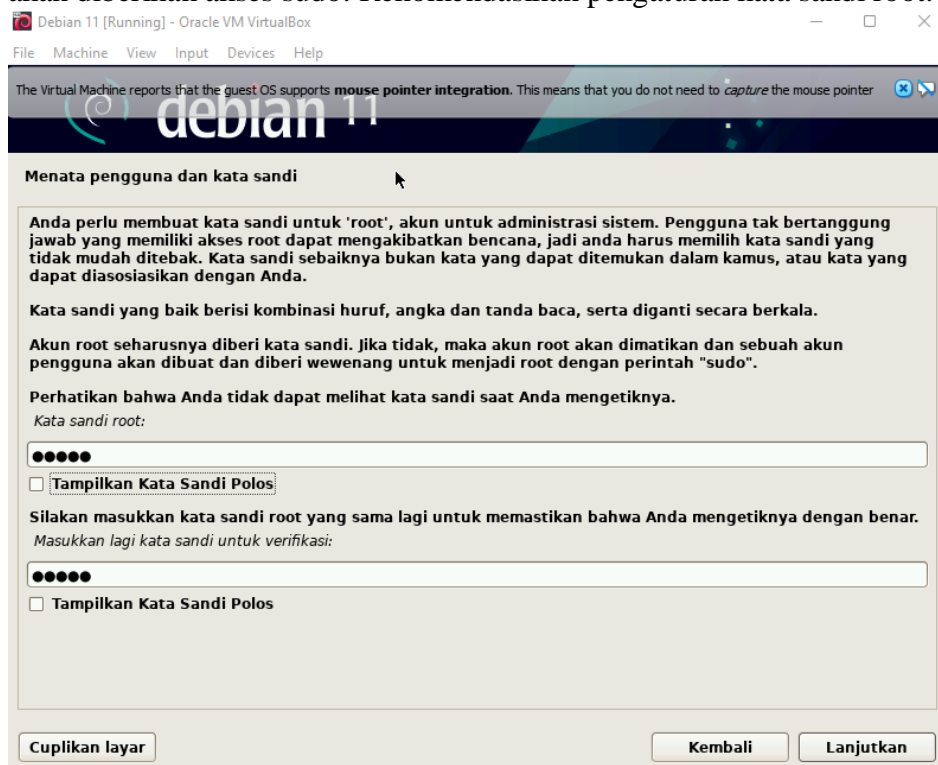 akan diberikan akses sudo. Rekomendasikan pengaturan kata sandi root.
Debian 11 [Running] - Oracle VM VirtualBox
File Machine View Input Devices Help
The Virtual Machine reports that the guest OS supports mouse pointer integration. This means that you do not need to capture the mouse pointer
debian 11
Menata pengguna dan kata sandi
Anda perlu membuat kata sandi untuk 'root', akun untuk administrasi sistem. Pengguna tak bertanggung
jawab yang memiliki akses root dapat mengakibatkan bencana, jadi anda harus memilih kata sandi yang
tidak mudah ditebak. Kata sandi sebaiknya bukan kata yang dapat ditemukan dalam kamus, atau kata yang
dapat diasosiasikan dengan Anda.
Kata sandi yang baik berisi kombinasi huruf, angka dan tanda baca, serta diganti secara berkala.
Akun root seharusnya diberi kata sandi. Jika tidak, maka akun root akan dimatikan dan sebuah akun
pengguna akan dibuat dan diberi wewenang untuk menjadi root dengan perintah "sudo".
Perhatikan bahwa Anda tidak dapat melihat kata sandi saat Anda mengetiknya.
Kata sandi root:
●●●●●
Tampilkan Kata Sandi Polos
Silakan masukkan kata sandi root yang sama lagi untuk memastikan bahwa Anda mengetiknya dengan benar.
Masukkan lagi kata sandi untuk verifikasi:
●●●●●
Tampilkan Kata Sandi Polos
Cuplikan layar Kembali Lanjutkan